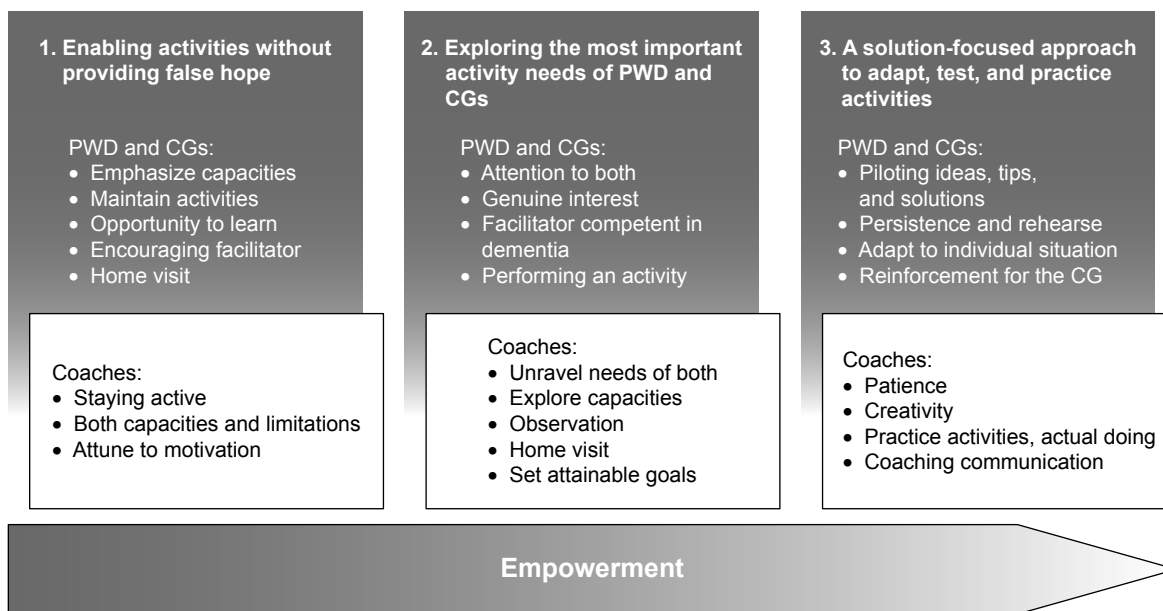 1. Enabling activities without
providing false hope
PWD and CGs:
• Emphasize capacities
• Maintain activities
• Opportunity to learn
• Encouraging facilitator
• Home visit
Coaches:
• Staying active
• Both capacities and limitations
• Attune to motivation
2. Exploring the most important
activity needs of PWD and
CGs
PWD and CGs:
• Attention to both
• Genuine interest
• Facilitator competent in
dementia
• Performing an activity
Coaches:
• Unravel needs of both
• Explore capacities
• Observation
• Home visit
• Set attainable goals
3. A solution-focused approach
to adapt, test, and practice
activities
PWD and CGs:
• Piloting ideas, tips,
and solutions
• Persistence and rehearse
• Adapt to individual situation
• Reinforcement for the CG
Coaches:
• Patience
• Creativity
• Practice activities, actual doing
• Coaching communication
Empowerment